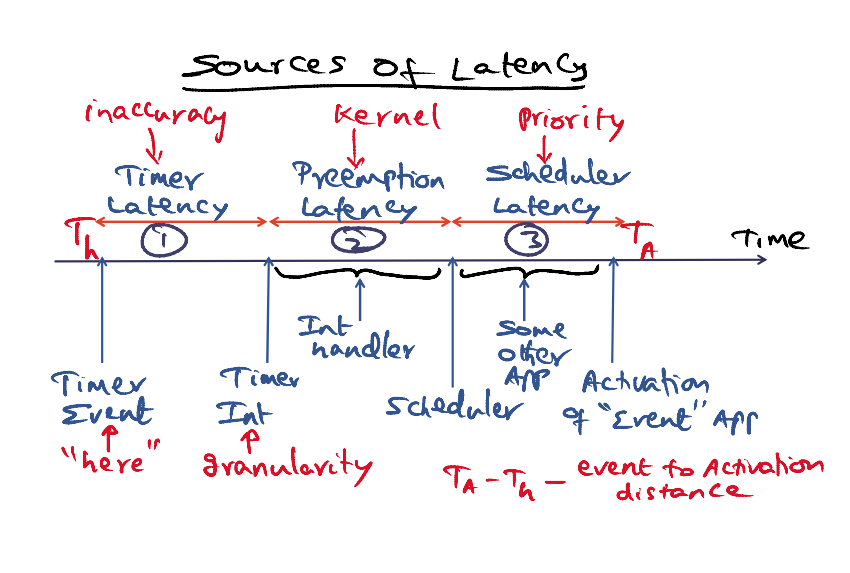 Sources Of Latency
inaccuracy
Kernel
Priority
Timer
Latency
Preemption
Latency
Scheduler
Latency
Th
1
2
3
TA
Time
Int
handler
Some
other
App
Timer
Event
Timer
Int
Scheduler
Activation
of "Event" App
"here"
granularity
TA - Th - event to Activation
distance